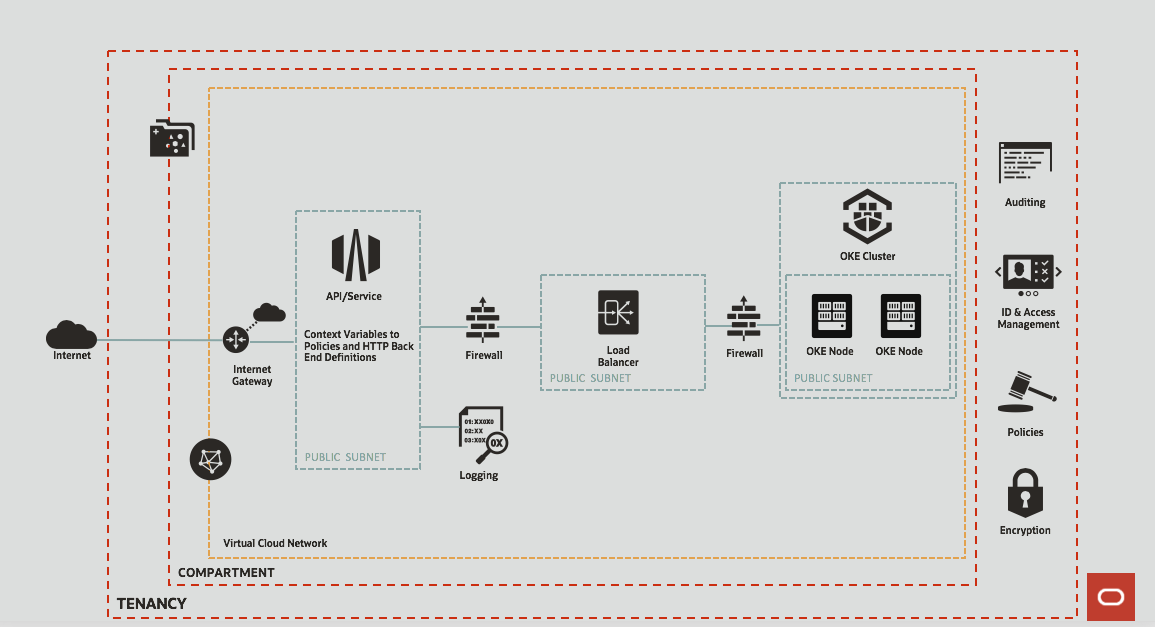 Auditing
OKE Cluster
API/Service
ID & Access
Management
Context Variables to
Policies and HTTP Back
End Definitions
Internet
Internet
Gateway
Firewall
Load
Balancer
PUBLIC SUBNET
Firewall
OKE Node
OKE Node
PUBLIC SUBNET
01:XX0X0
02:XX
03:X0X
0X
Logging
PUBLIC SUBNET
Policies
Encryption
Virtual Cloud Network
COMPARTMENT
TENANCY